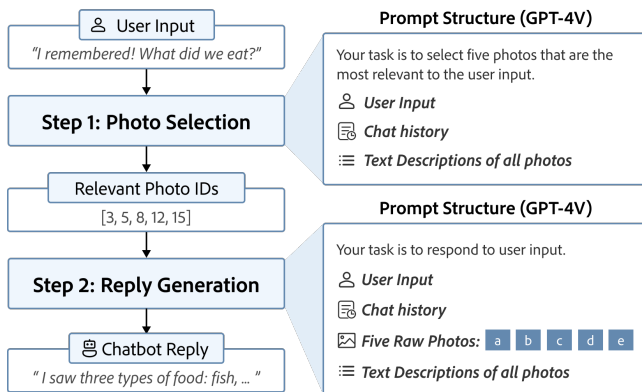 User Input
"I remembered! What did we eat?"
Step 1: Photo Selection
Relevant Photo IDs
[3, 5, 8, 12, 15]
Step 2: Reply Generation
Chatbot Reply
" I saw three types of food: fish, ... "
Prompt Structure (GPT-4V)
Your task is to select five photos that are the
most relevant to the user input.
User Input
Chat history
Text Descriptions of all photos
Prompt Structure (GPT-4V)
Your task is to respond to user input.
User Input
Chat history
Five Raw Photos: a b c d e
Text Descriptions of all photos